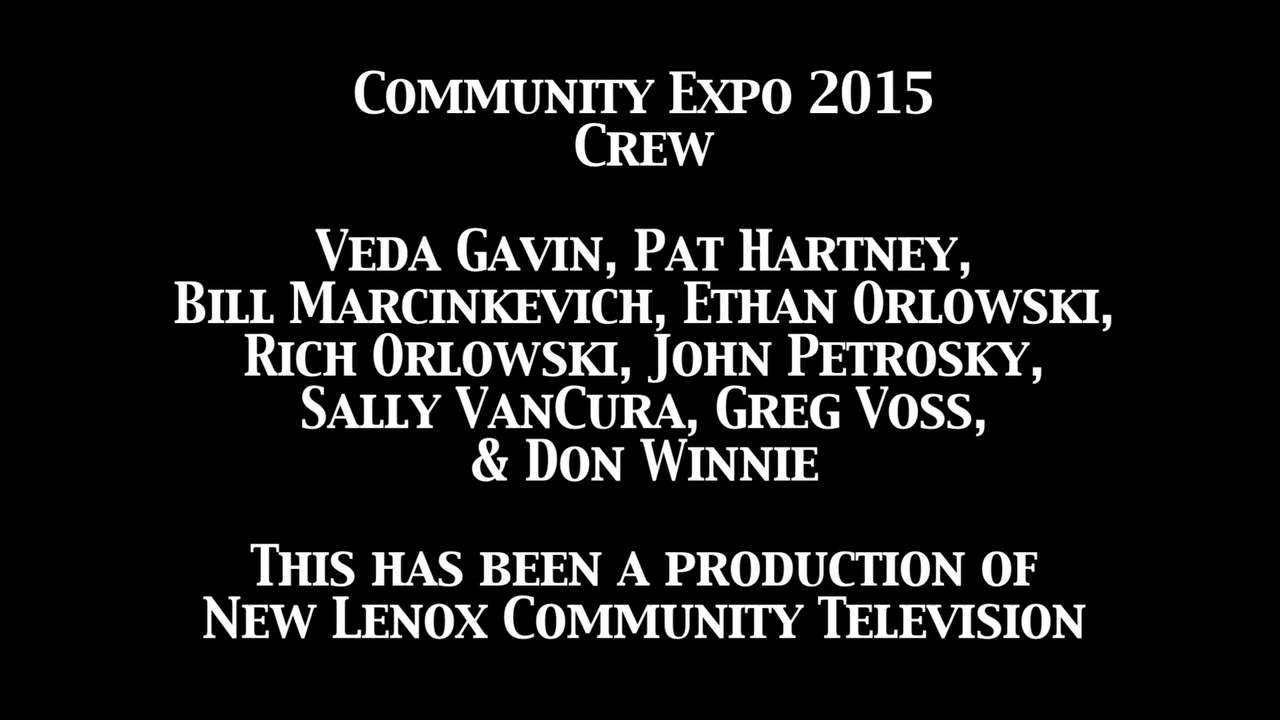 Community Expo 2015
Crew
Veda Gavin, Pat Hartney,
Bill Marcinkevich, Ethan Orlowski,
Rich Orlowski, John Petrosky,
Sally VanCura, Greg Voss,
& Don Winnie
This has been a production of
New Lenox Community Television